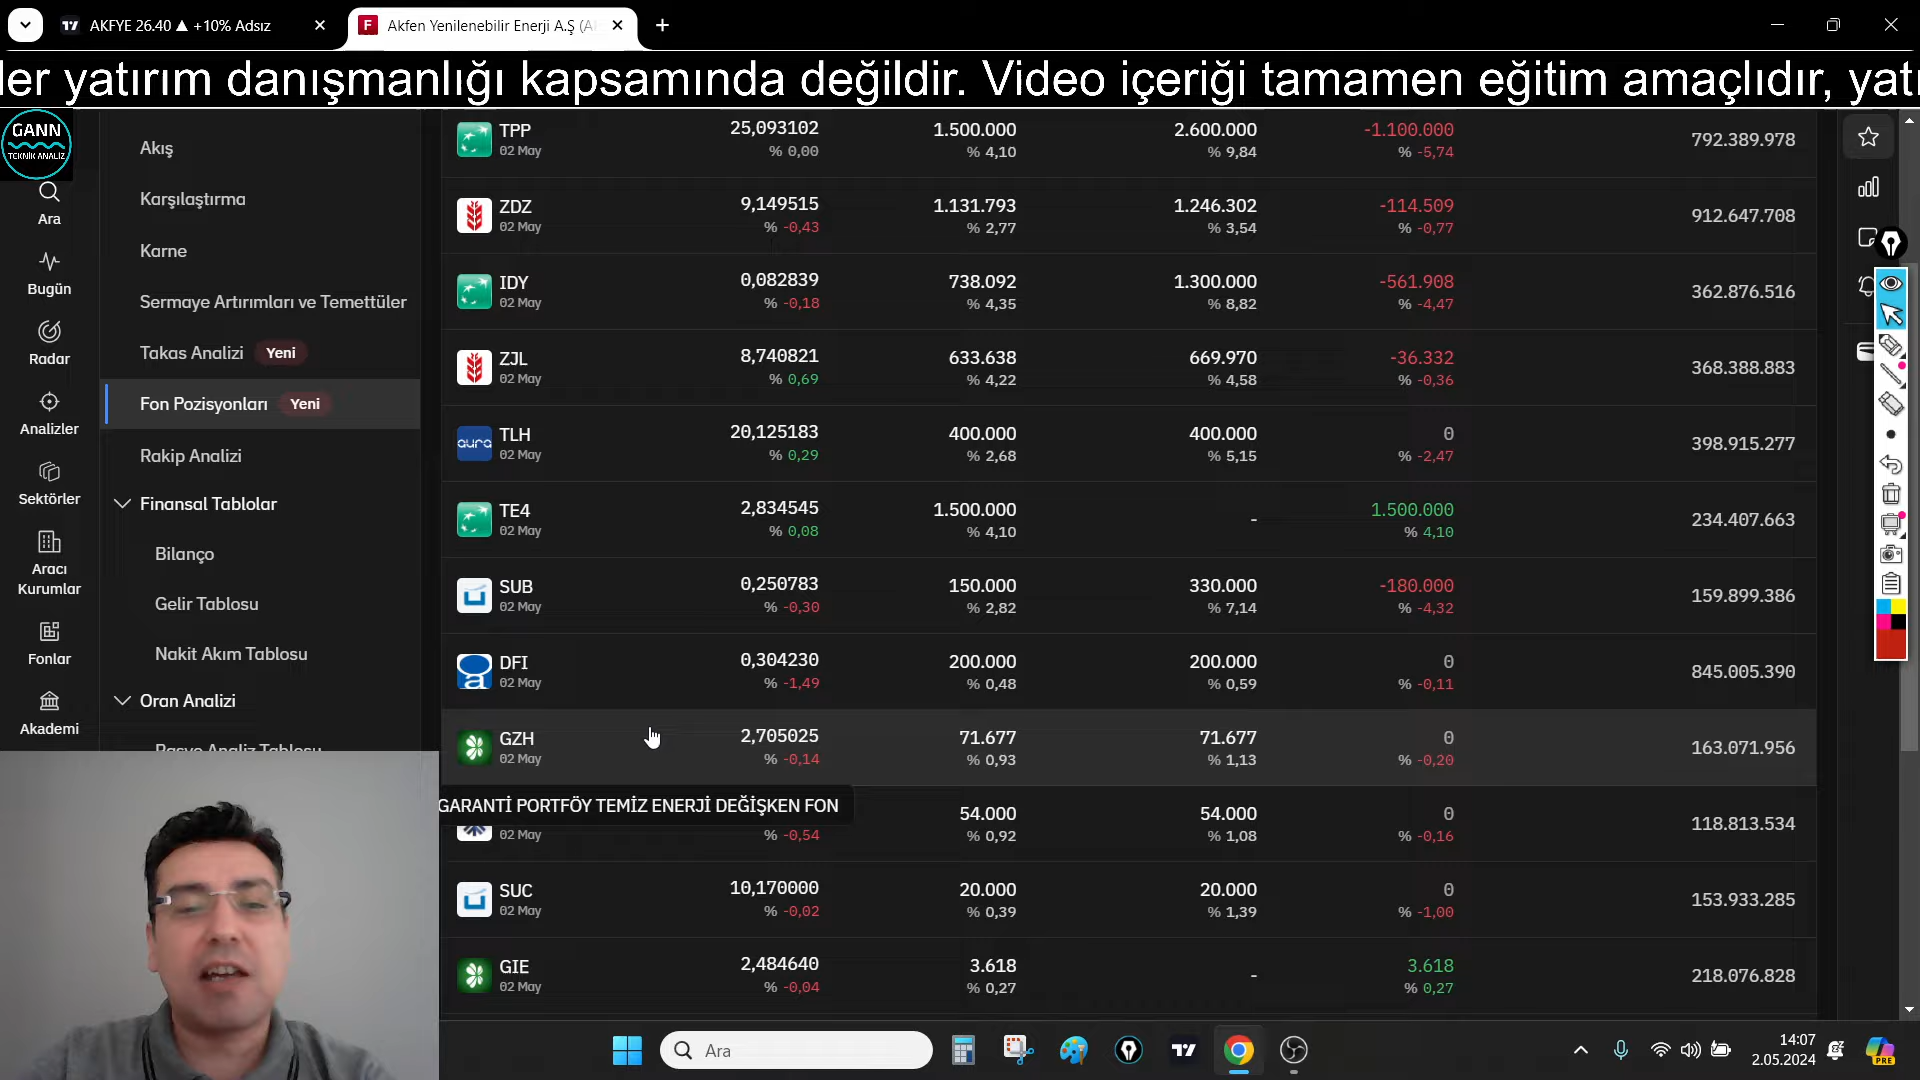 AKFYE 26.40 ▲ +10% Adsız
Akfen Yenilenebilir Enerji A.Ş (A
ler yatırım danışmanlığı kapsamında değildir. Video içeriği tamamen eğitim amaçlıdır, yatı
GANN
TEKNİK ANALİZ
Ara
Bugün
Radar
Analizler
Sektörler
Aracı
Kurumlar
Fonlar
Akademi
Akış
Karşılaştırma
Karne
Sermaye Artırımları ve Temettüler
Takas Analizi Yeni
Fon Pozisyonları Yeni
Rakip Analizi
Finansal Tablolar
Bilanço
Gelir Tablosu
Nakit Akım Tablosu
Oran Analizi
Rasyo Analiz Tablosu
TPP 25,093102 1.500.000 2.600.000 -1.100.000 792.389.978
02 May % 0,00 % 4,10 % 9,84 % -5,74
ZDZ 9,149515 1.131.793 1.246.302 -114.509 912.647.708
02 May % -0,43 % 2,77 % 3,54 % -0,77
IDY 0,082839 738.092 1.300.000 -561.908 362.876.516
02 May % -0,18 % 4,35 % 8,82 % -4,47
ZJL 8,740821 633.638 669.970 -36.332 368.388.883
02 May % 0,69 % 4,22 % 4,58 % -0,36
aura TLH 20,125183 400.000 400.000 0 398.915.277
02 May % 0,29 % 2,68 % 5,15 % -2,47
TE4 2,834545 1.500.000 - 1.500.000 234.407.663
02 May % 0,08 % 4,10 % 4,10
SUB 0,250783 150.000 330.000 -180.000 159.899.386
02 May % -0,30 % 2,82 % 7,14 % -4,32
DFI 0,304230 200.000 200.000 0 845.005.390
02 May % -1,49 % 0,48 % 0,59 % -0,11
GZH 2,705025 71.677 71.677 0 163.071.956
02 May % -0,14 % 0,93 % 1,13 % -0,20
GARANTİ PORTFÖY TEMİZ ENERJİ DEĞİŞKEN FON
54.000 54.000 0 118.813.534
02 May % -0,54 % 0,92 % 1,08 % -0,16
SUC 10,170000 20.000 20.000 0 153.933.285
02 May % -0,02 % 0,39 % 1,39 % -1,00
GIE 2,484640 3.618 - 3.618 218.076.828
02 May % -0,04 % 0,27 % 0,27
Ara
14:07
2.05.2024
PRE